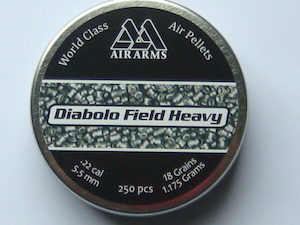 World Class
Air Pellets
AIR ARMS
Diabolo Field Heavy
.22 cal
5.5 mm
250 pcs
18 Grains
1.175 Grams